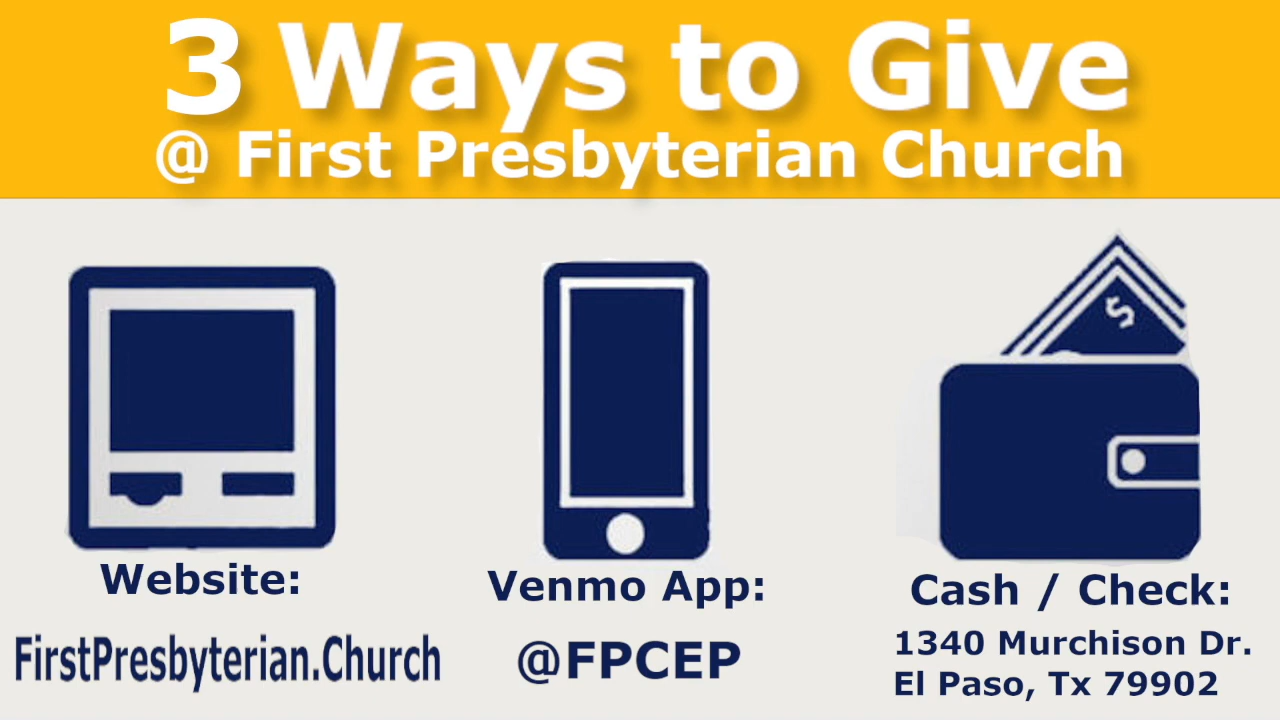 3 Ways to Give
@ First Presbyterian Church
$
Website:
FirstPresbyterian.Church
Venmo App:
@FPCEP
Cash / Check:
1340 Murchison Dr.
El Paso, Tx 79902